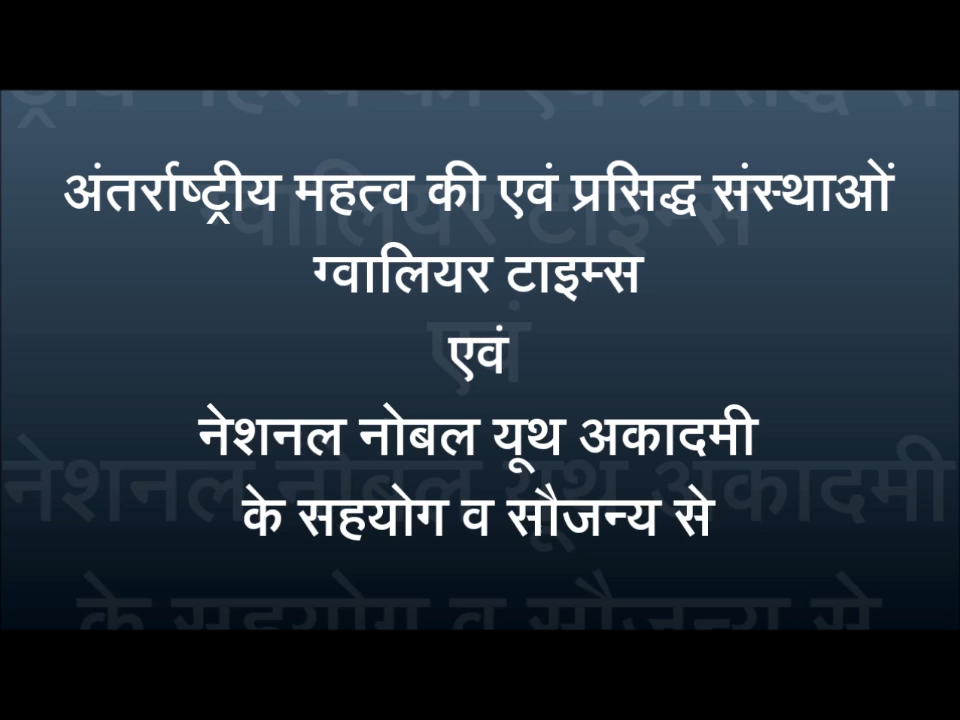 अंतर्राष्ट्रीय महत्व की एवं प्रसिद्ध संस्थाओं
ग्वालियर टाइम्स
एवं
नेशनल नोबल यूथ अकादमी
के सहयोग व सौजन्य से